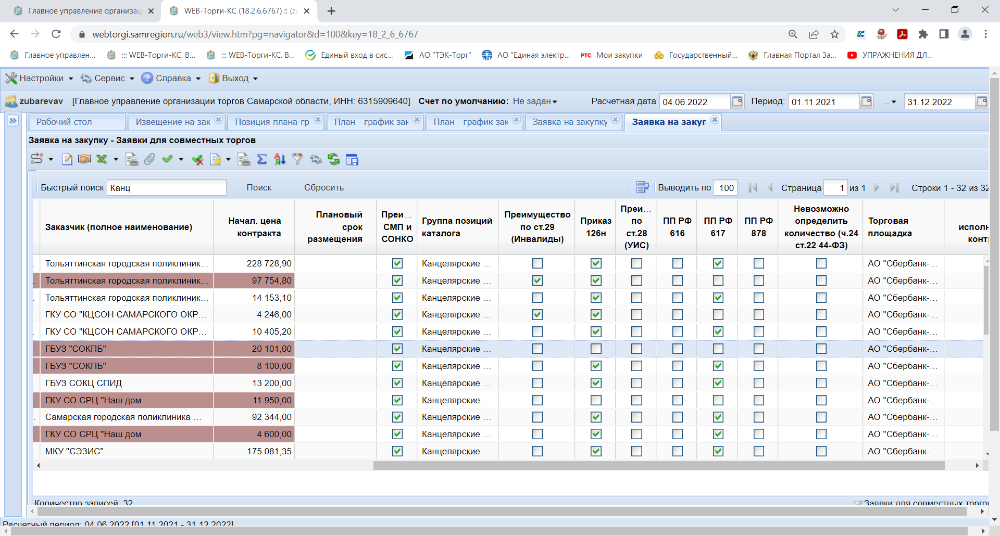 Главное управление организац
WEB-Торги-КС (18.2.6.6767) :: (zu
webtorgi.samregion.ru/web3/view.htm?pg=navigator&d=100&key=18_2_6_6767
Главное управлен...
::: WEB-Торги-КС. В...
::: WEB-Торги-КС. В...
Единый вход в сис...
АО "ТЭК-Торг"
АО "Единая электр...
РТС Мои закупки
Государственный...
Главная Портал За...
УПРАЖНЕНИЯ ДЛ...
Настройки
Сервис
Справка
Выход
zubarevav [Главное управление организации торгов Самарской области, ИНН: 6315909640] Счет по умолчанию: Не задан
Расчетная дата 04.06.2022 Период: 01.11.2021 ... 31.12.2022
Рабочий стол
Извещение на зак
Позиция плана-гр
План - график зак
План - график зак
Заявка на закупку
Заявка на закуп
Заявка на закупку - Заявки для совместных торгов
Быстрый поиск Канц Поиск Сбросить
Выводить по 100 Страница 1 из 1 Строки 1 - 32 из 32
Заказчик (полное наименование)
Начал. цена
контракта
Плановый
срок
размещения
Преи...
СМП и
СОНКО
Группа позиций
каталога
Преимущество
по ст.29
(Инвалиды)
Приказ
126н
Преи...
по
ст.28
(УИС)
ПП РФ
616
ПП РФ
617
ПП РФ
878
Невозможно
определить
количество (ч.24
ст.22 44-ФЗ)
Торговая
площадка
Тольяттинская городская поликлиник... 228 728,90 Канцелярские ... АО "Сбербанк-...
Тольяттинская городская поликлиник... 97 754,80 Канцелярские ... АО "Сбербанк-...
Тольяттинская городская поликлиник... 14 153,10 Канцелярские ... АО "Сбербанк-...
ГКУ СО "КЦСОН САМАРСКОГО ОКР... 4 246,00 Канцелярские ... АО "Сбербанк-...
ГКУ СО "КЦСОН САМАРСКОГО ОКР... 10 405,20 Канцелярские ... АО "Сбербанк-...
ГБУЗ "СОКПБ" 20 101,00 Канцелярские ... АО "Сбербанк-...
ГБУЗ "СОКПБ" 8 100,00 Канцелярские ... АО "Сбербанк-...
ГБУЗ СОКЦ СПИД 13 200,00 Канцелярские ... АО "Сбербанк-...
ГКУ СО СРЦ "Наш дом 11 950,00 Канцелярские ... АО "Сбербанк-...
Самарская городская поликлиника ... 92 344,00 Канцелярские ... АО "Сбербанк-...
ГКУ СО СРЦ "Наш дом 4 600,00 Канцелярские ... АО "Сбербанк-...
МКУ "СЭЗИС" 175 081,35 Канцелярские ... АО "Сбербанк-...
Количество записей: 32
Заявки для совместных торгов
Расчетный период: 04.06.2022 [01.11.2021 - 31.12.2022]